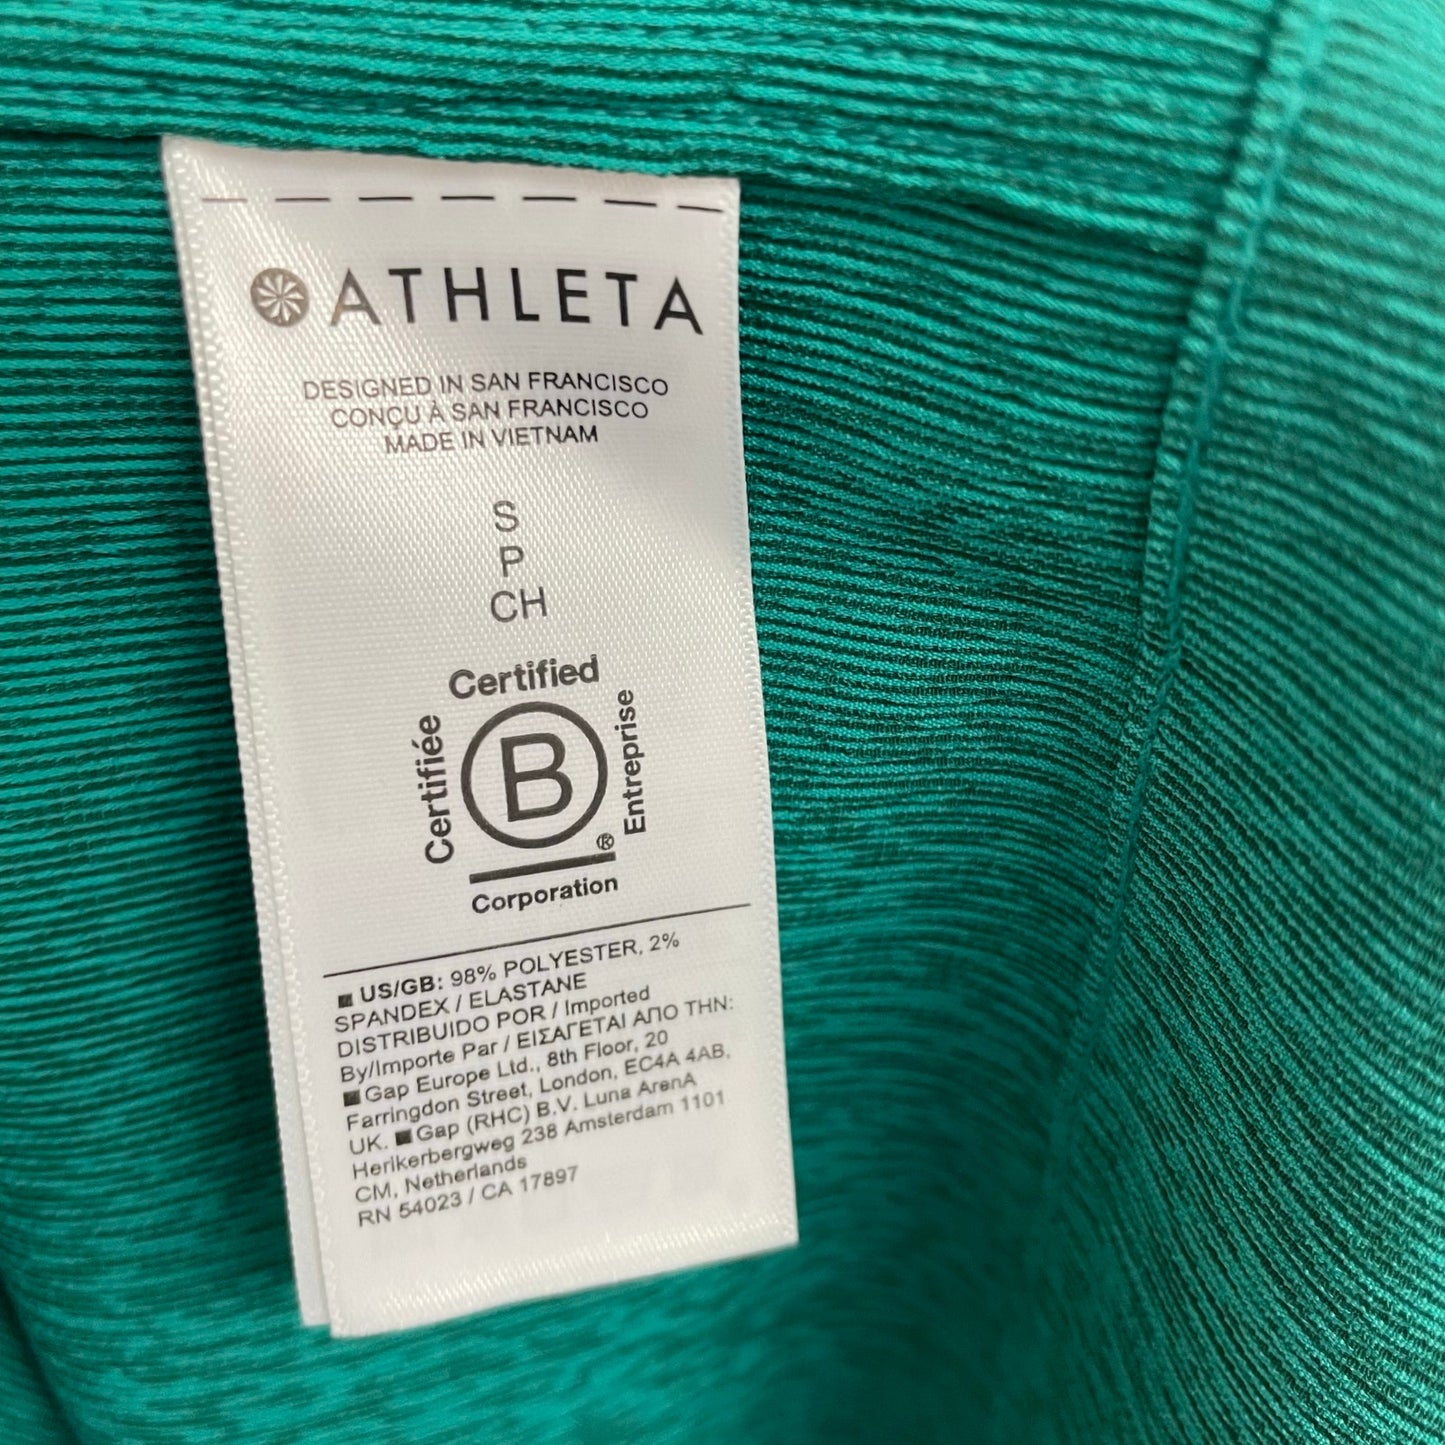 ATHLETA
DESIGNED IN SAN FRANCISCO
CONÇU À SAN FRANCISCO
MADE IN VIETNAM
S
P
CH
Certified
Certifiée
B
Entreprise
®
Corporation
■ US/GB: 98% POLYESTER, 2%
SPANDEX / ELASTANE
DISTRIBUIDO POR / Imported
By/Importe Par / ΕΙΣΑΓΕΤΑΙ ΑΠΟ ΤΗΝ:
■ Gap Europe Ltd., 8th Floor, 20
Farringdon Street, London, EC4A 4AB,
UK. ■ Gap (RHC) B.V. Luna ArenA
Herikerbergweg 238 Amsterdam 1101
CM, Netherlands
RN 54023 / CA 17897